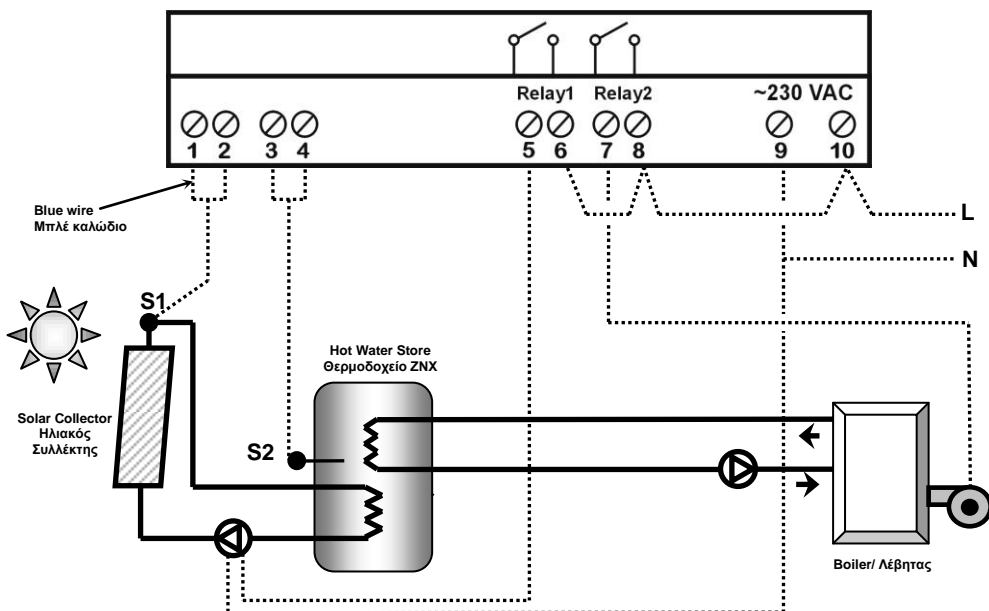 Relay1 Relay2 ~230 VAC
1 2 3 4 5 6 7 8 9 10
Blue wire
Μπλέ καλώδιο
L
N
S1
Hot Water Store
Θερμοδοχείο ΖΝΧ
Solar Collector
Ηλιακός
Συλλέκτης
S2
Boiler/ Λέβητας